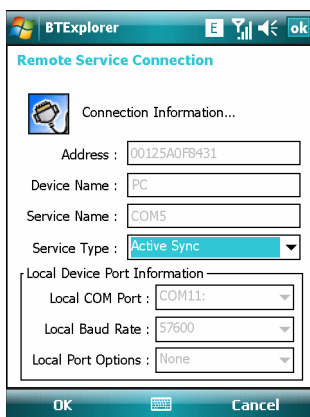 BTExplorer E ok
Remote Service Connection
Connection Information...
Address : 00125A0F8431
Device Name : PC
Service Name : COM5
Service Type : Active Sync
Local Device Port Information
Local COM Port : COM11:
Local Baud Rate : 57600
Local Port Options : None
OK Cancel